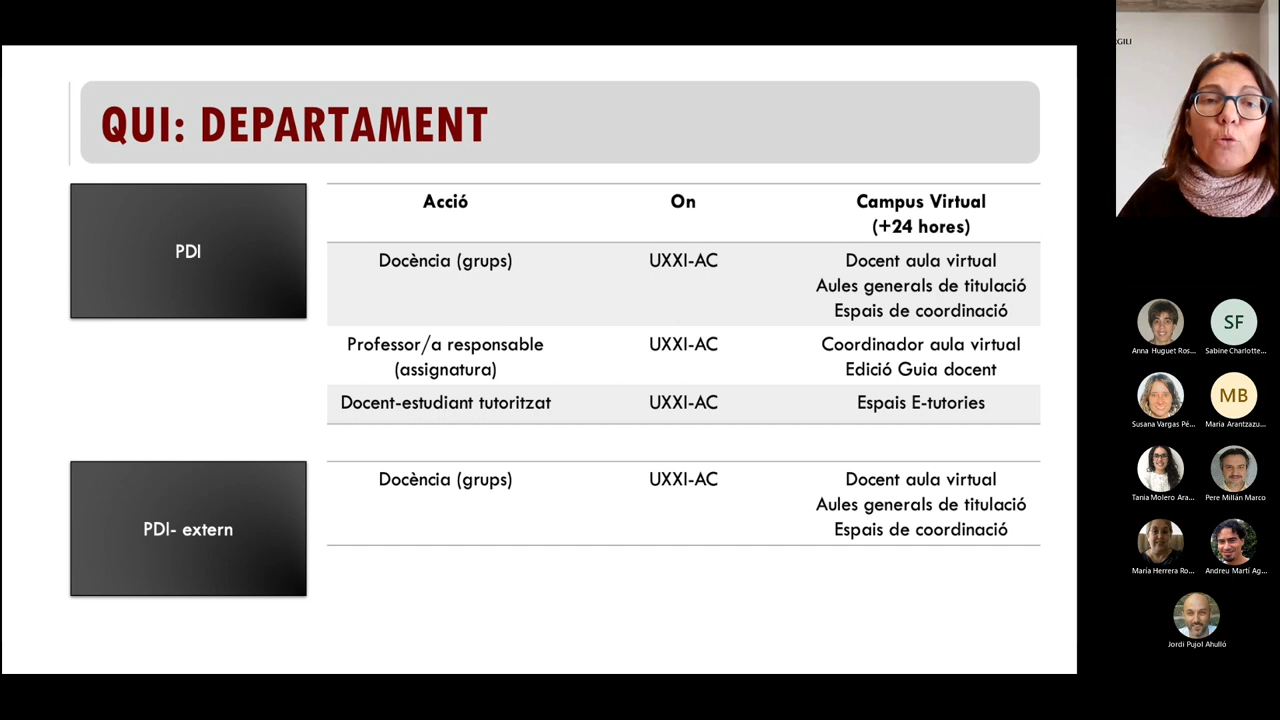 QUI: DEPARTAMENT
PDI
Acció On Campus Virtual
(+24 hores)
Docència (grups) UXXI-AC Docent aula virtual
Aules generals de titulació
Espais de coordinació
Professor/a responsable UXXI-AC Coordinador aula virtual
(assignatura) Edició Guia docent
Docent-estudiant tutoritzat UXXI-AC Espais E-tutories
PDI- extern
Docència (grups) UXXI-AC Docent aula virtual
Aules generals de titulació
Espais de coordinació
GILI
SF
Anna Huguet Ros... Sabine Charlotte...
MB
Susana Vargas Pé... Maria Arantzazu...
Tania Molero Ara... Pere Millán Marco
María Herrera Ro... Andreu Martí Ag...
Jordi Pujol Ahulló